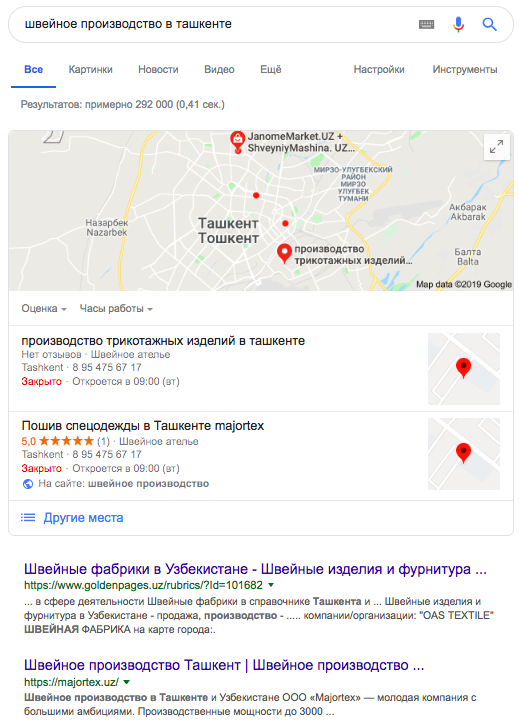 швейное производство в ташкенте
Все Картинки Новости Видео Ещё Настройки Инструменты
Результатов: примерно 292 000 (0,41 сек.)
JanomeMarket.UZ +
ShveyniyMashina. UZ...
МИРЗО-УЛУГБЕКСКИЙ
РАЙОН
МИРЗО
УЛУГБЕК
ТУМАНИ
Назарбек
Nazarbek
Ташкент
Тошкент
Акбарак
Akbarak
производство
трикотажных изделий...
Балта
Balta
Map data ©2019 Google
Оценка Часы работы
производство трикотажных изделий в ташкенте
Нет отзывов · Швейное ателье
Tashkent · 8 95 475 67 17
Закрыто · Откроется в 09:00 (вт)
Пошив спецодежды в Ташкенте majortex
5,0 ★★★★★ (1) · Швейное ателье
Tashkent · 8 95 475 67 17
Закрыто · Откроется в 09:00 (вт)
На сайте: швейное производство
Другие места
Швейные фабрики в Узбекистане - Швейные изделия и фурнитура ...
https://www.goldenpages.uz/rubrics/?Id=101682
... в сфере деятельности Швейные фабрики в справочнике Ташкента и ... Швейные изделия и
фурнитура в Узбекистане - продажа, производство - ..... компании/организации: "OAS TEXTILE"
ШВЕЙНАЯ ФАБРИКА на карте города:.
Швейное производство Ташкент | Швейное производство ...
https://majortex.uz/
Швейное производство в Ташкенте и Узбекистане ООО «Majortex» — молодая компания с
большими амбициями. Производственные мощности до 3000 ...